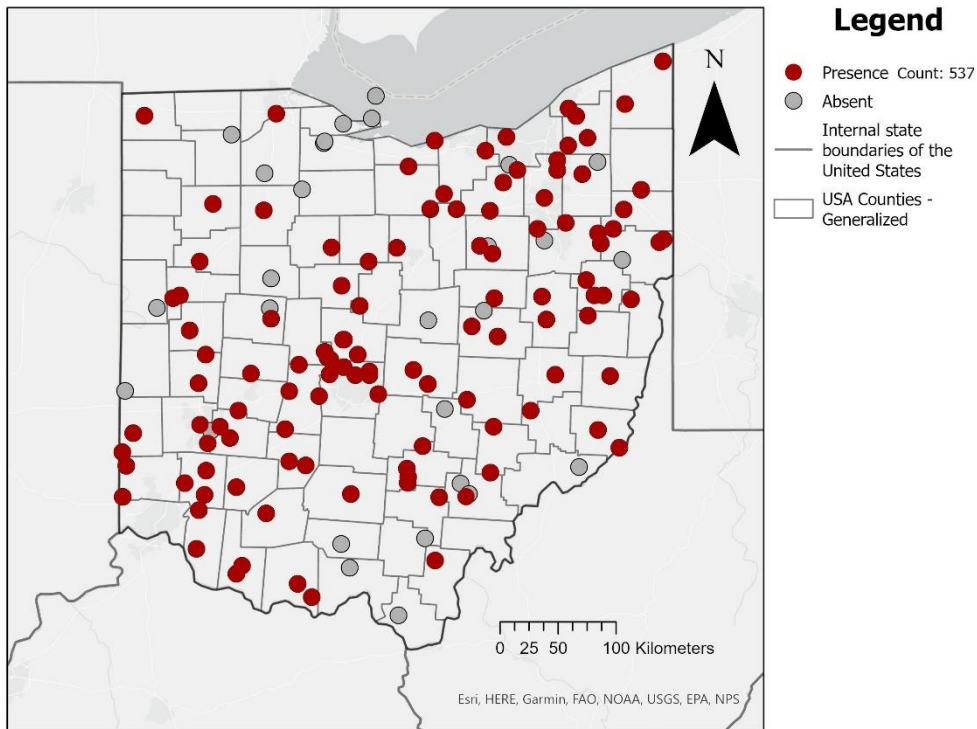 Legend
N
Presence Count: 537
Absent
Internal state
boundaries of the
United States
USA Counties -
Generalized
0 25 50 100 Kilometers
Esri, HERE, Garmin, FAO, NOAA, USGS, EPA, NPS